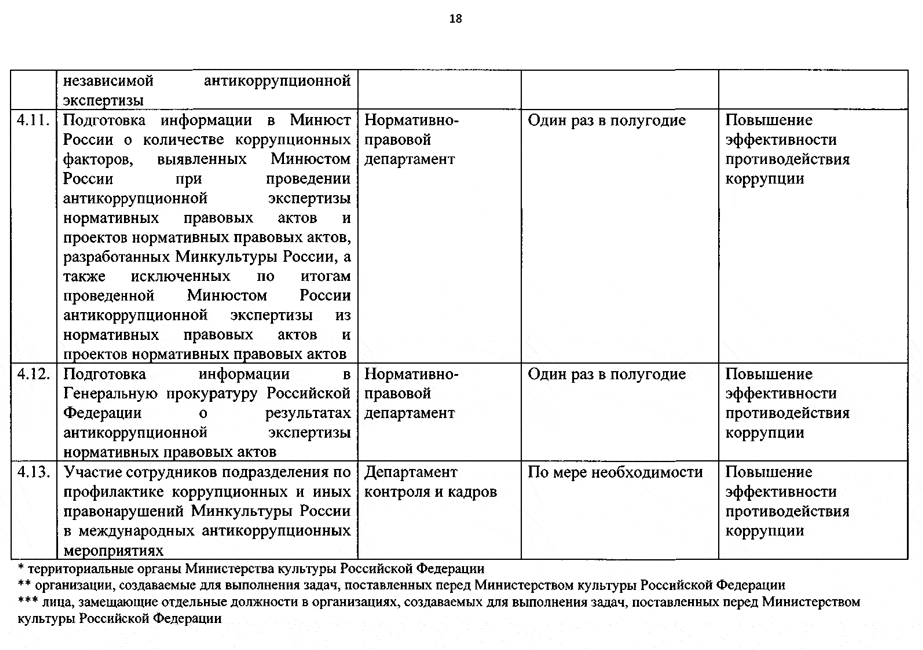 18
независимой антикоррупционной
экспертизы
4.11.
Подготовка информации в Минюст
России о количестве коррупционных
факторов, выявленных Минюстом
России при проведении
антикоррупционной экспертизы
нормативных правовых актов и
проектов нормативных правовых актов,
разработанных Минкультуры России, а
также исключенных по итогам
проведенной Минюстом России
антикоррупционной экспертизы из
нормативных правовых актов и
проектов нормативных правовых актов
Нормативно-
правовой
департамент
Один раз в полугодие
Повышение
эффективности
противодействия
коррупции
4.12.
Подготовка информации в
Генеральную прокуратуру Российской
Федерации о результатах
антикоррупционной экспертизы
нормативных правовых актов
Нормативно-
правовой
департамент
Один раз в полугодие
Повышение
эффективности
противодействия
коррупции
4.13.
Участие сотрудников подразделения по
профилактике коррупционных и иных
правонарушений Минкультуры России
в международных антикоррупционных
мероприятиях
Департамент
контроля и кадров
По мере необходимости
Повышение
эффективности
противодействия
коррупции
* территориальные органы Министерства культуры Российской Федерации
** организации, создаваемые для выполнения задач, поставленных перед Министерством культуры Российской Федерации
*** лица, замещающие отдельные должности в организациях, создаваемых для выполнения задач, поставленных перед Министерством
культуры Российской Федерации